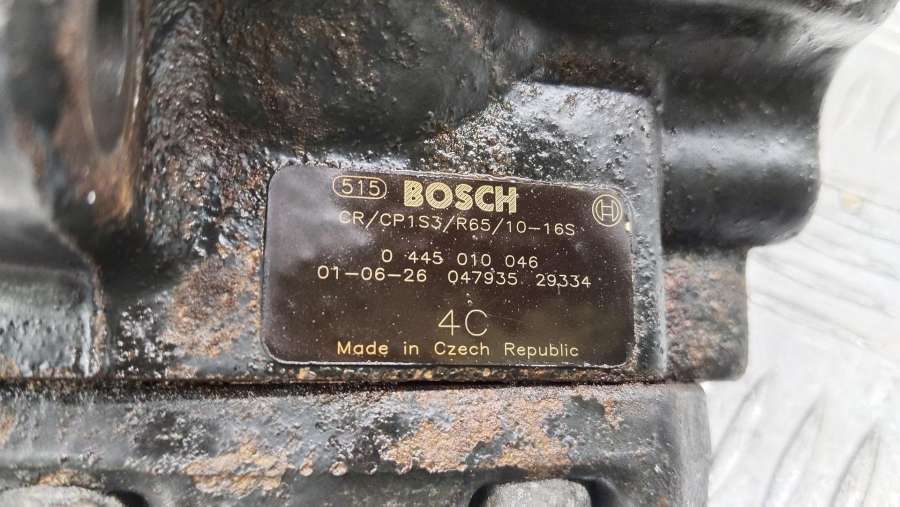 515 BOSCH
CR/CP1S3/R65/10-16S
0 445 010 046
01-06-26 047935 29334
4C
Made in Czech Republic